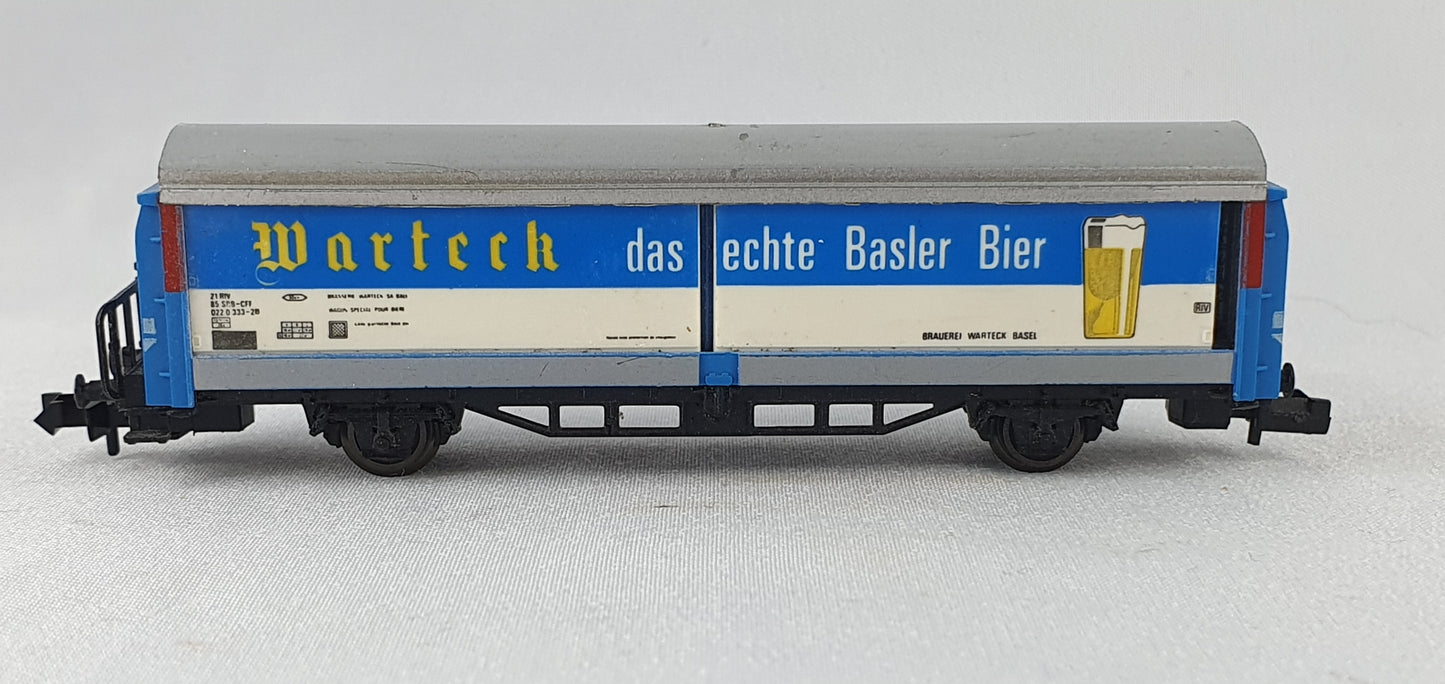 Warteck das echte Basler Bier
21 RIV
85 SBB-CFF
022 0 333-2
BRASSERIE WARTECK SA BALE
WAGON SPECIAL POUR BIERE
RIV
BRAUEREI WARTECK BASEL